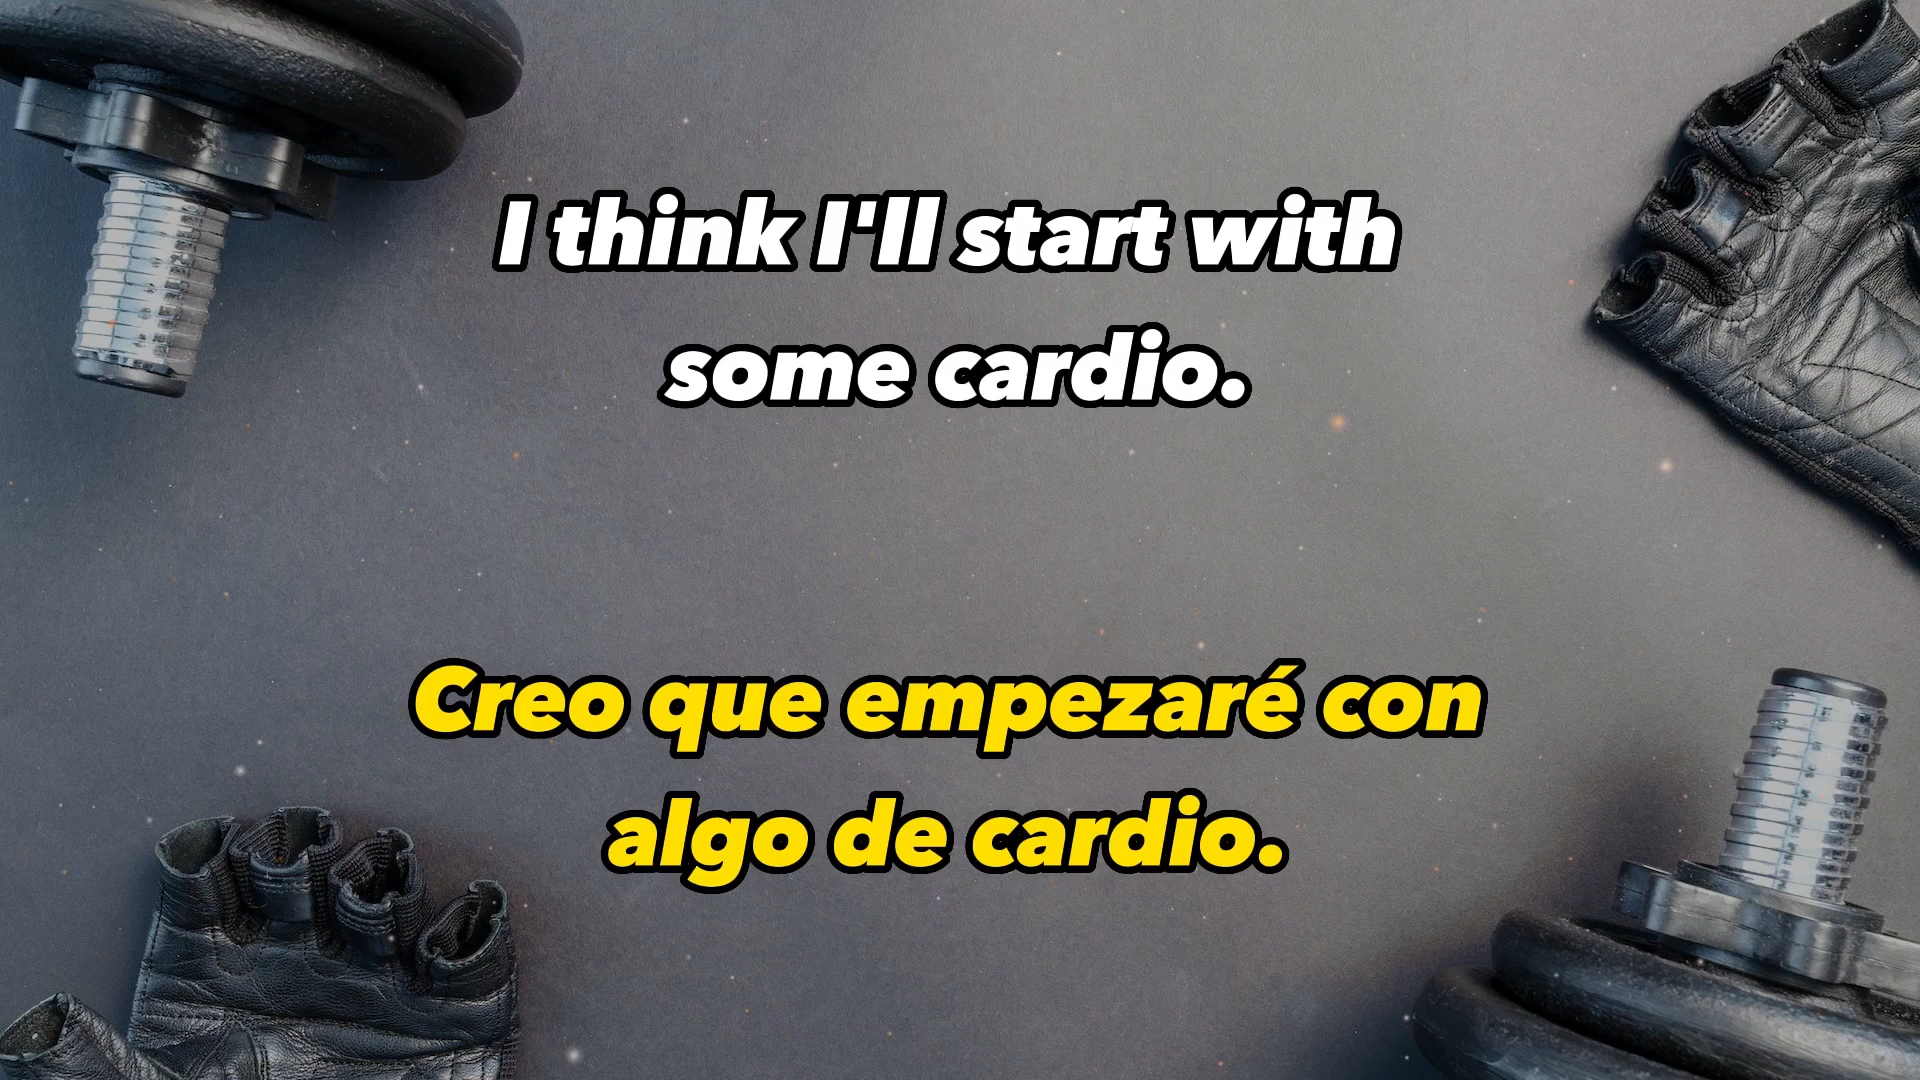 I think I'll start with
some cardio.
Creo que empezaré con
algo de cardio.